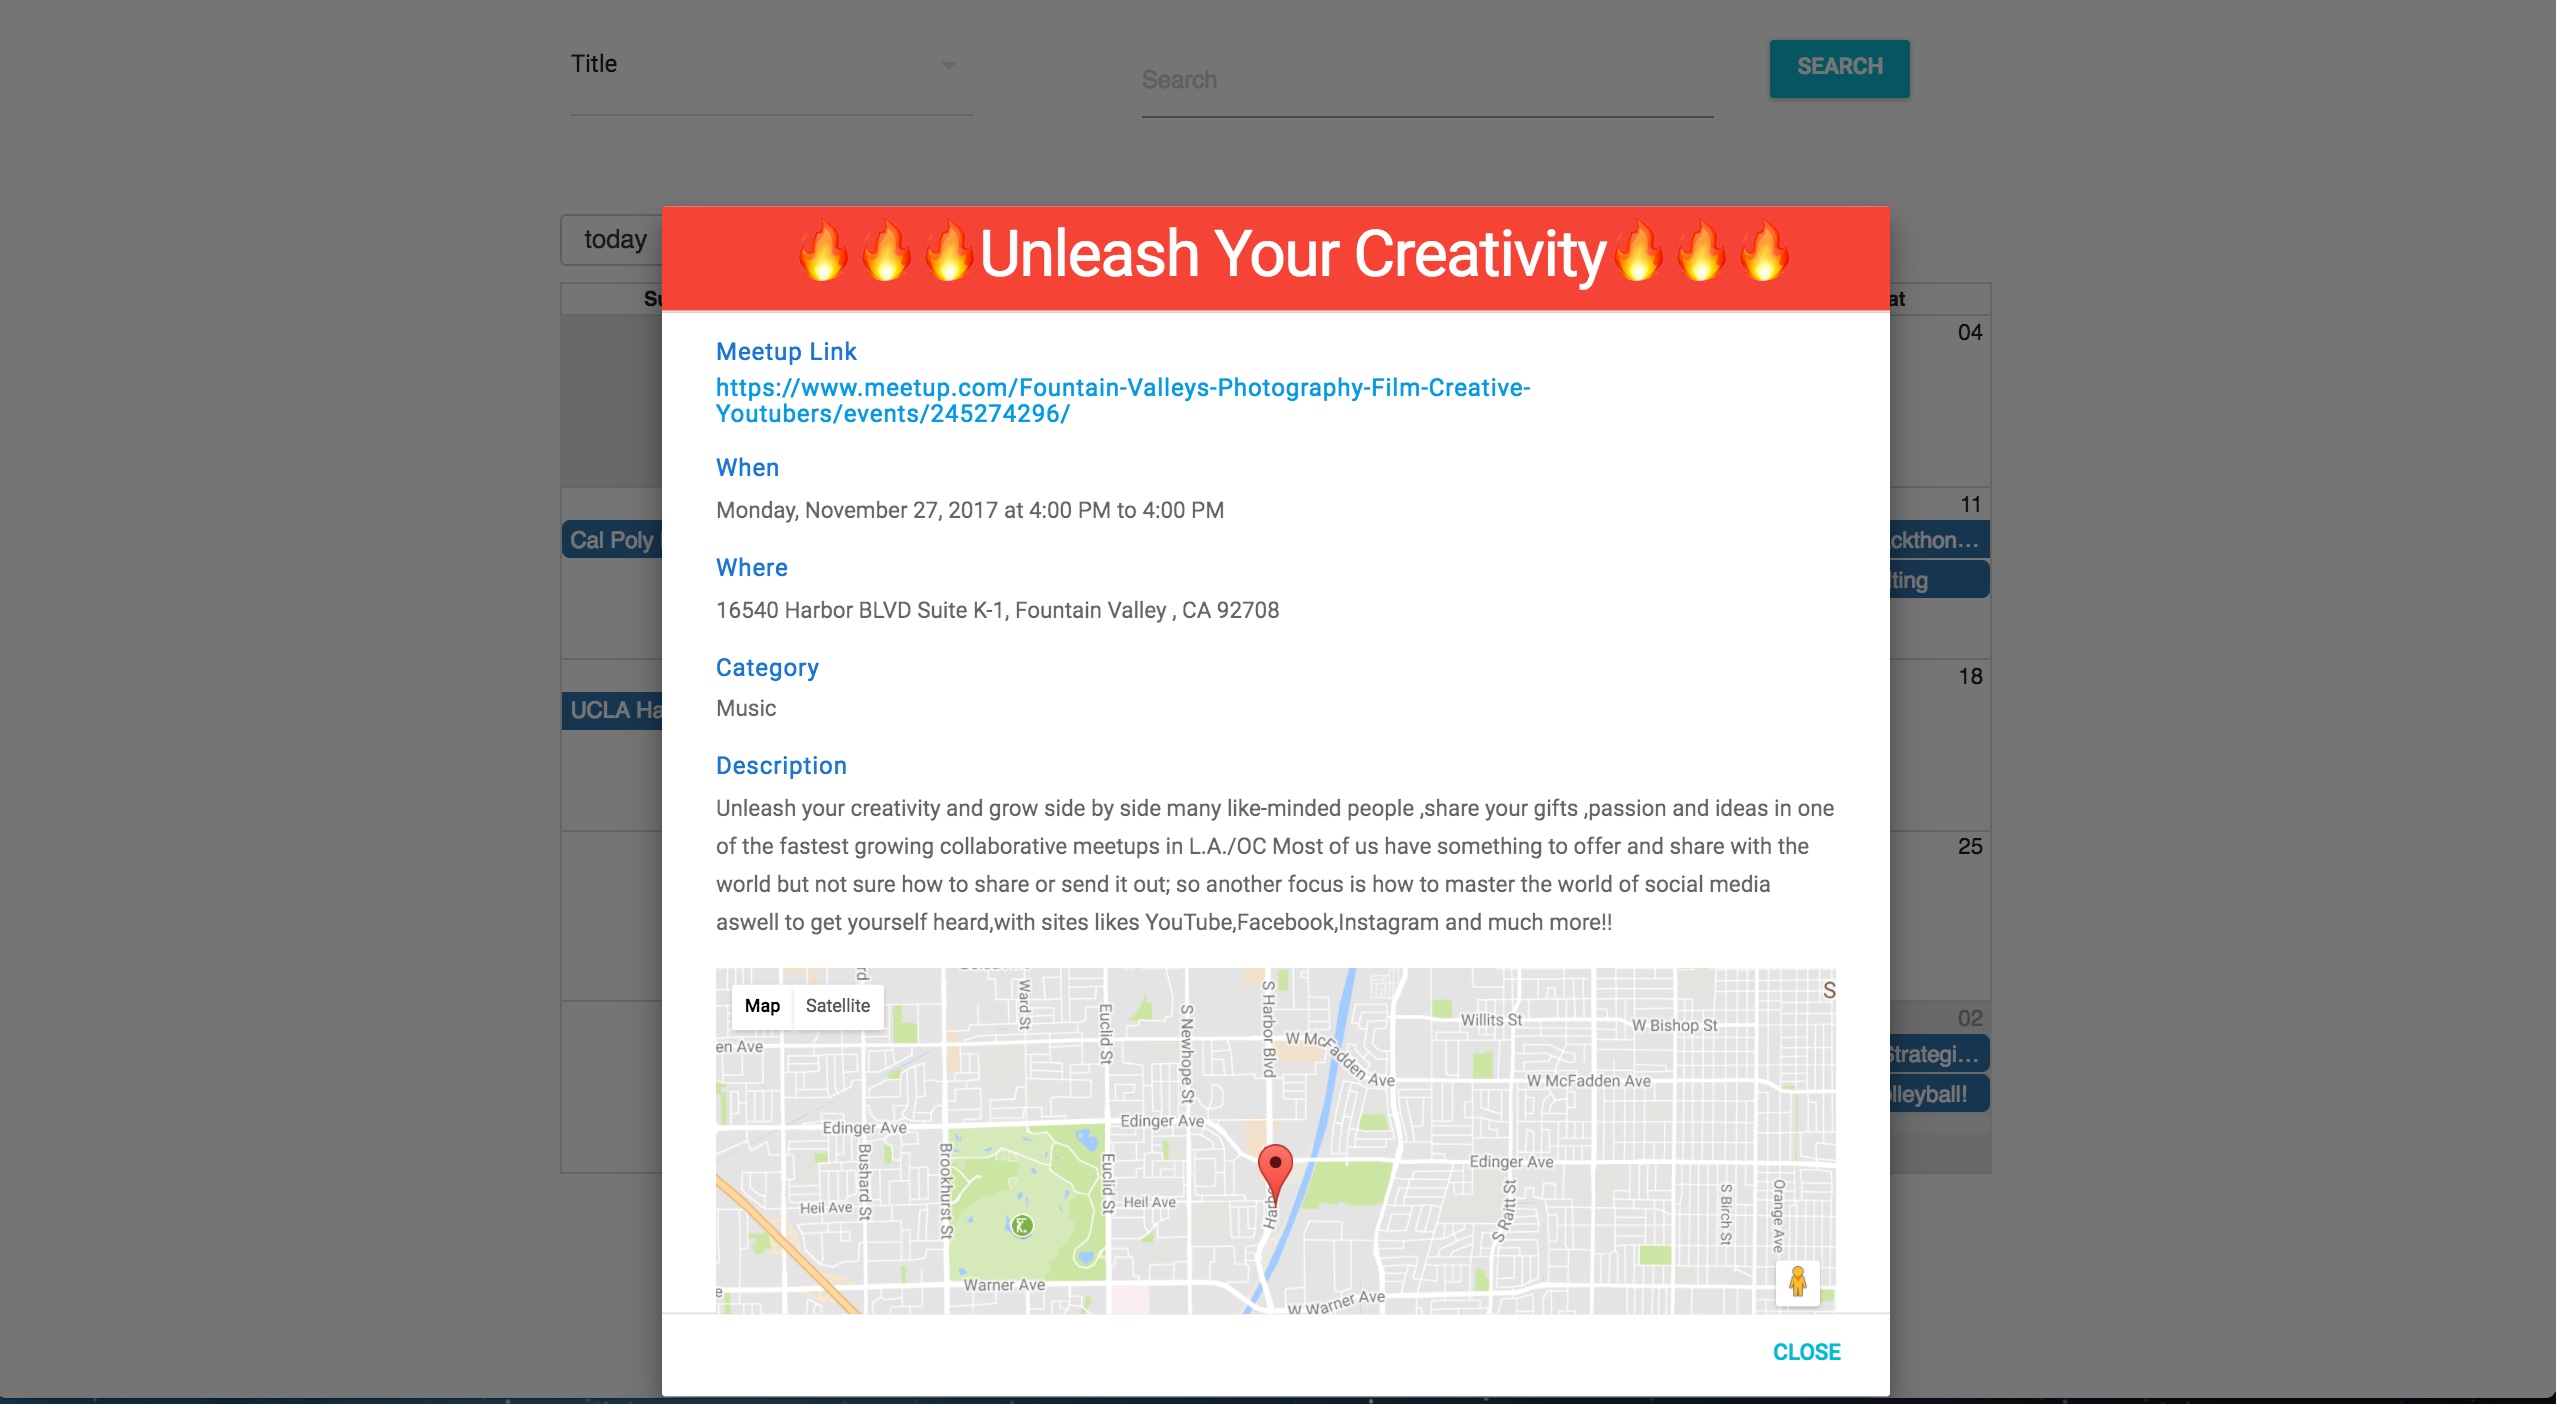 Title
Search
SEARCH
today
🔥🔥🔥Unleash Your Creativity🔥🔥🔥
Meetup Link
https://www.meetup.com/Fountain-Valleys-Photography-Film-Creative-
Youtubers/events/245274296/
When
Monday, November 27, 2017 at 4:00 PM to 4:00 PM
Where
16540 Harbor BLVD Suite K-1, Fountain Valley , CA 92708
Category
Music
Description
Unleash your creativity and grow side by side many like-minded people ,share your gifts ,passion and ideas in one
of the fastest growing collaborative meetups in L.A./OC Most of us have something to offer and share with the
world but not sure how to share or send it out; so another focus is how to master the world of social media
aswell to get yourself heard,with sites likes YouTube,Facebook,Instagram and much more!!
Map
Satellite
S
Ward St
Euclid St
S Newhope St
S Harbor Blvd
W McFadden Ave
Willits St
W Bishop St
en Ave
W McFadden Ave
Edinger Ave
Edinger Ave
Edinger Ave
Bushard St
Brookhurst St
Euclid St
Heil Ave
Heil Ave
S Raitt St
S Birch St
Orange Ave
Warner Ave
W Warner Ave
CLOSE
Su
at
04
11
Cal Poly
ckthon...
ting
18
UCLA Ha
25
02
Strategi...
lleyball!